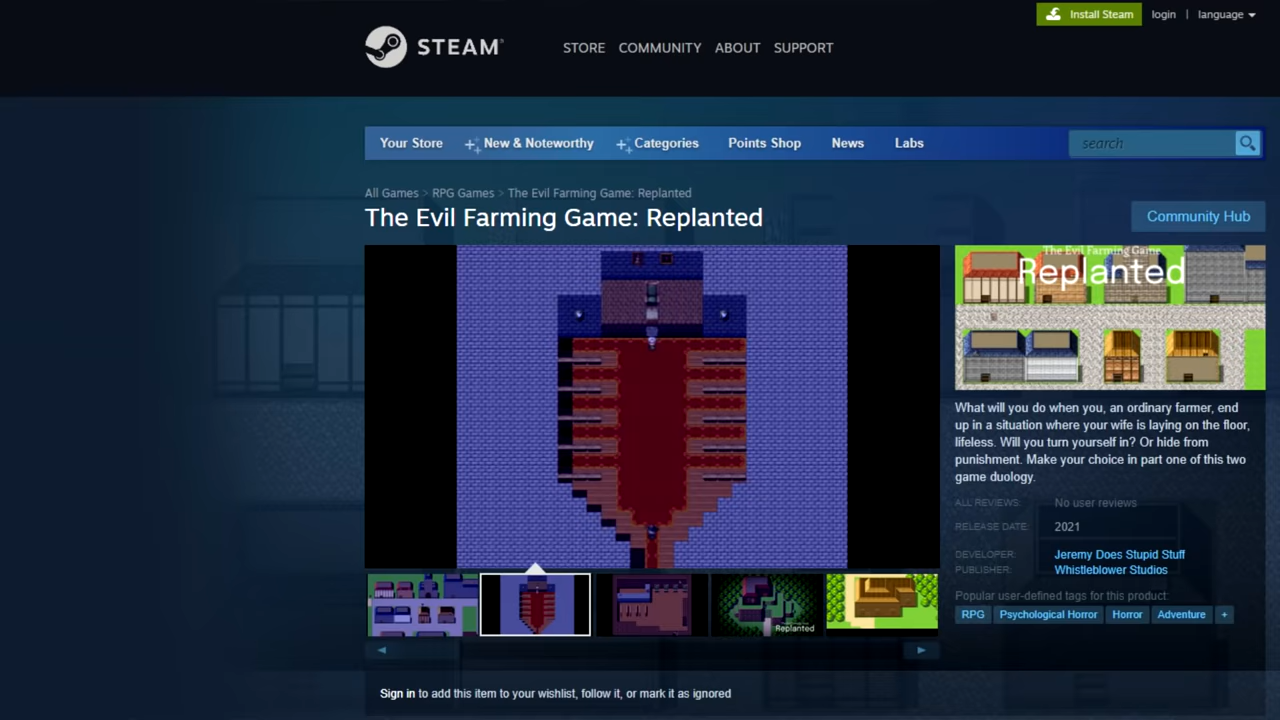 Install Steam
login | language
STEAM®
STORE COMMUNITY ABOUT SUPPORT
Your Store New & Noteworthy Categories Points Shop News Labs
search
All Games > RPG Games > The Evil Farming Game: Replanted
The Evil Farming Game: Replanted
Community Hub
The Evil Farming Game
Replanted
What will you do when you, an ordinary farmer, end
up in a situation where your wife is laying on the floor,
lifeless. Will you turn yourself in? Or hide from
punishment. Make your choice in part one of this two
game duology.
ALL REVIEWS: No user reviews
RELEASE DATE: 2021
DEVELOPER: Jeremy Does Stupid Stuff
PUBLISHER: Whistleblower Studios
Popular user-defined tags for this product:
RPG Psychological Horror Horror Adventure +
Replanted
Sign in to add this item to your wishlist, follow it, or mark it as ignored